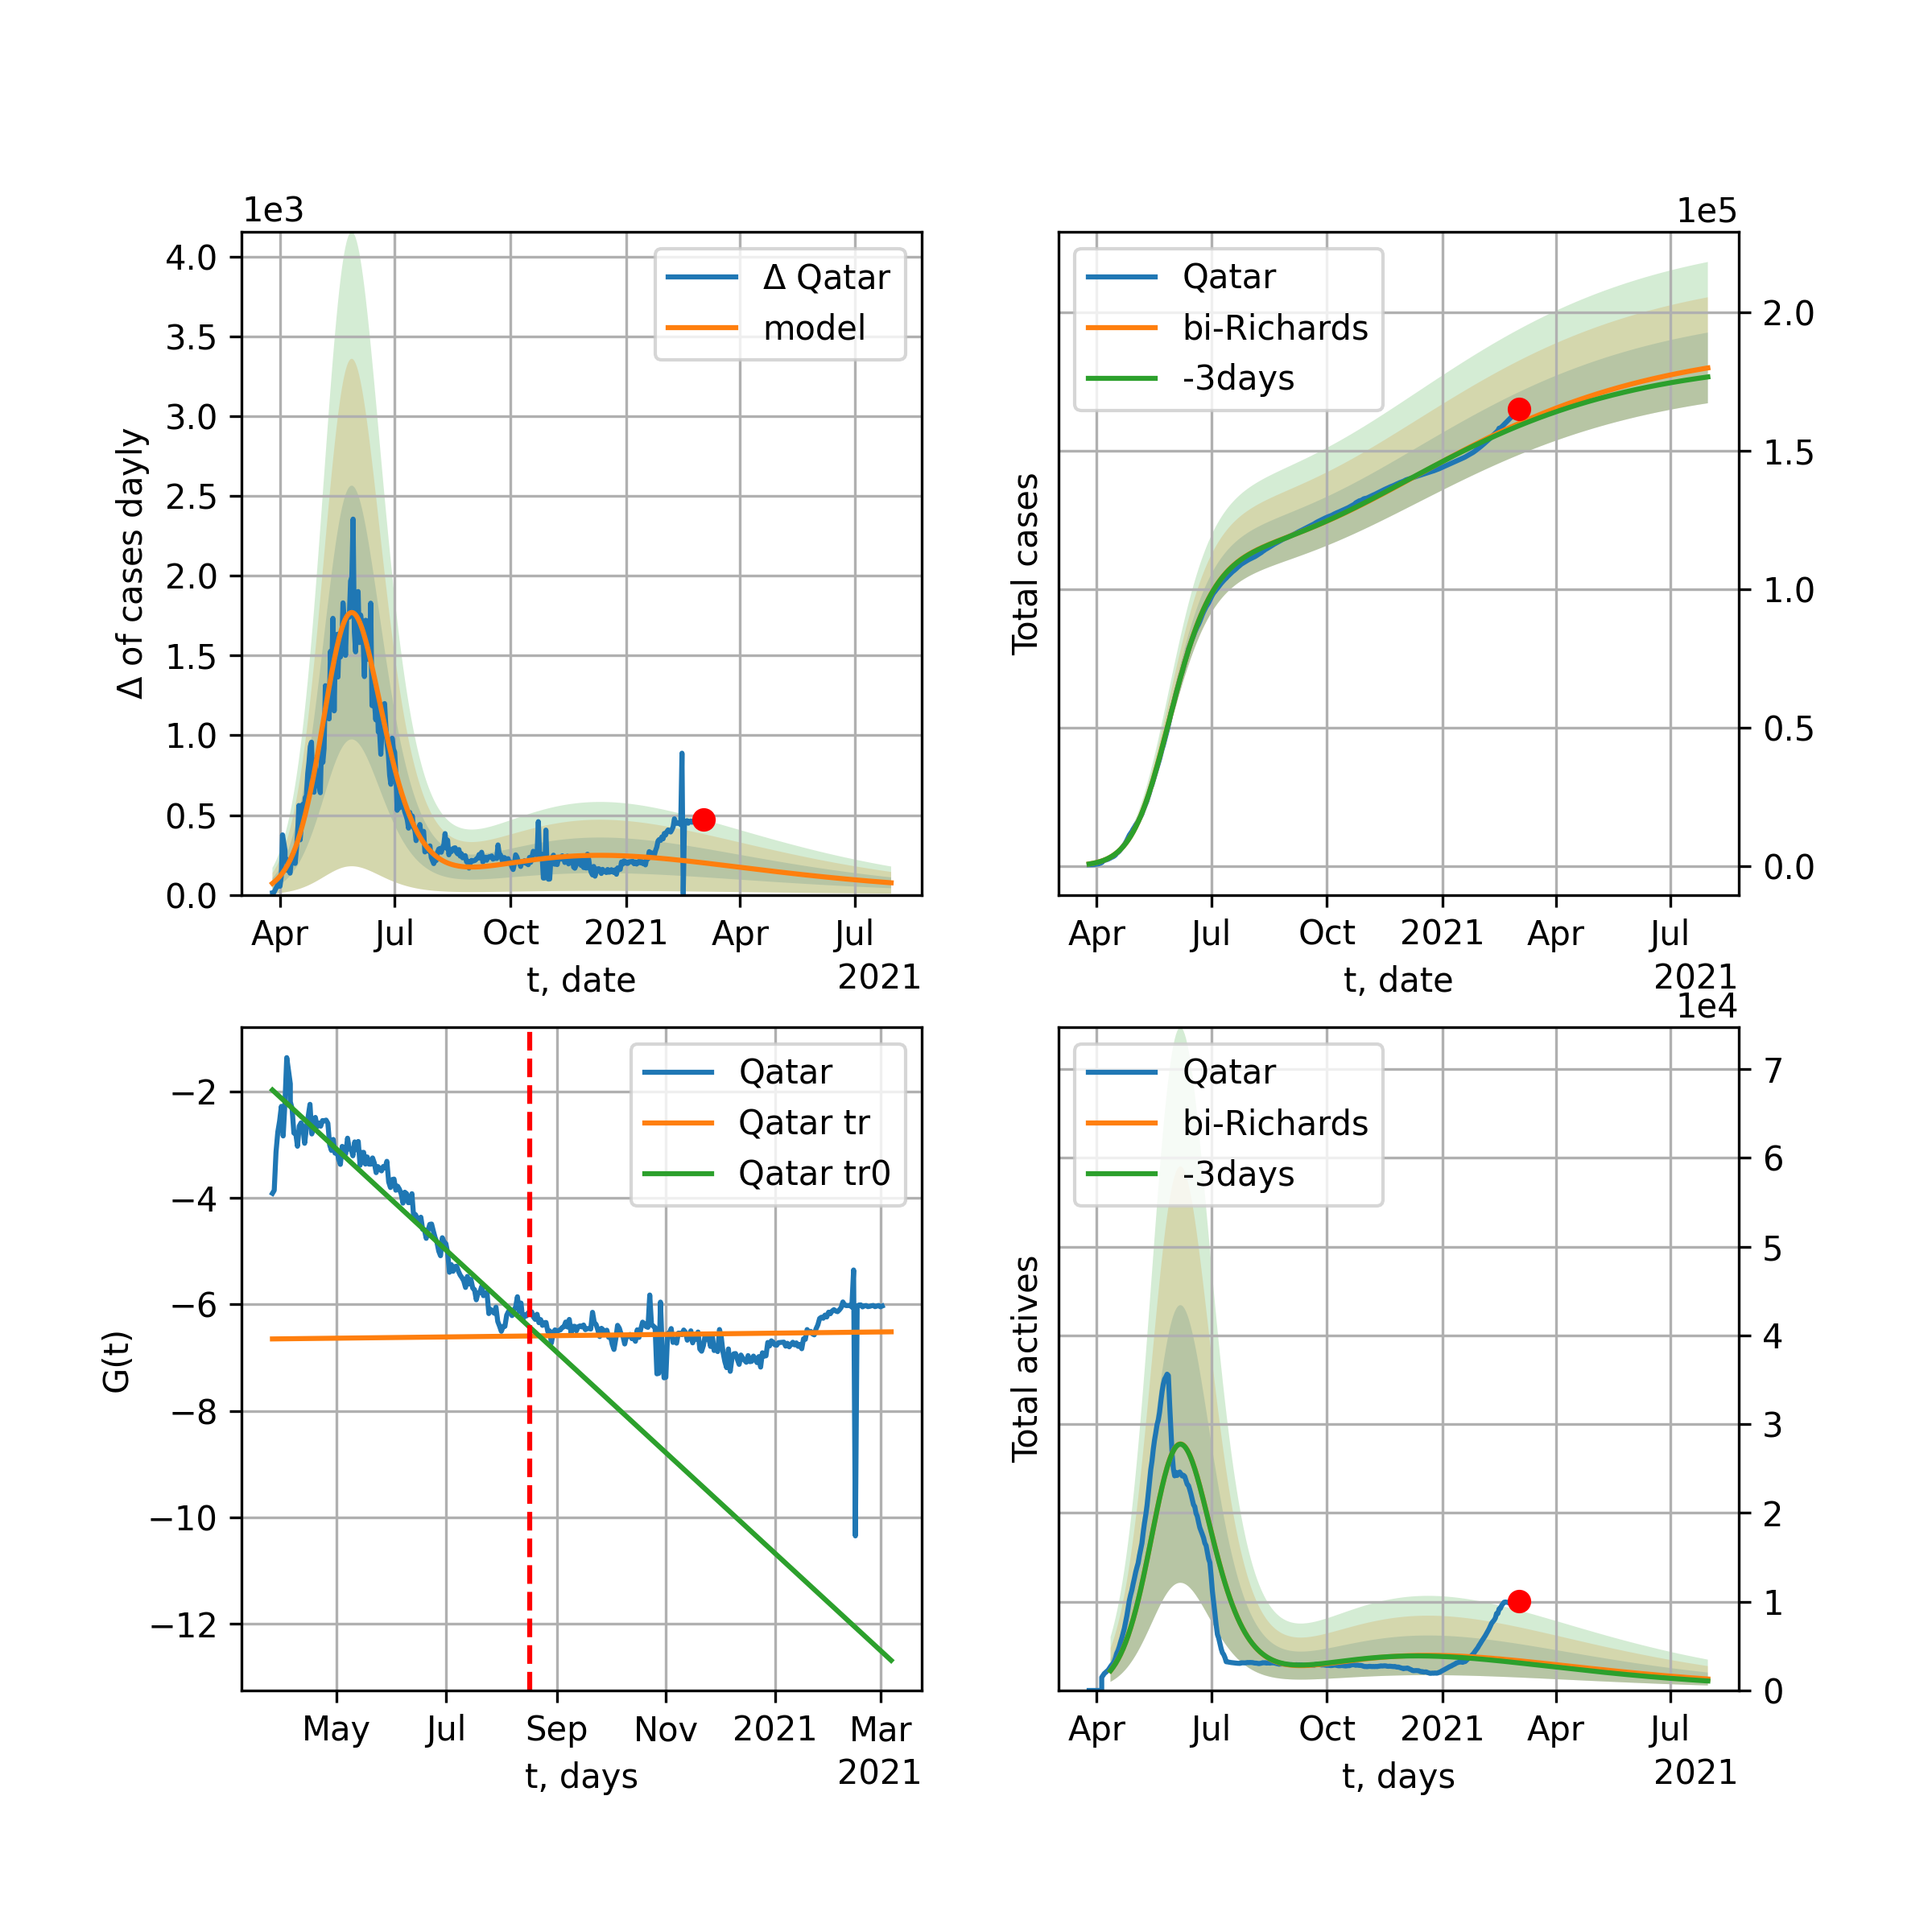 1e3
Δ of cases dayly
4.0
3.5
3.0
2.5
2.0
1.5
1.0
0.5
0.0
Δ Qatar
model
Apr Jul Oct 2021 Apr Jul
2021
t, date
1e5
Total cases
Qatar
bi-Richards
-3days
2.0
1.5
1.0
0.5
0.0
Apr Jul Oct 2021 Apr Jul
2021
t, date
G(t)
−2
−4
−6
−8
−10
−12
Qatar
Qatar tr
Qatar tr0
May Jul Sep Nov 2021 Mar
2021
t, days
1e4
Total actives
Qatar
bi-Richards
-3days
7
6
5
4
3
2
1
0
Apr Jul Oct 2021 Apr Jul
2021
t, days